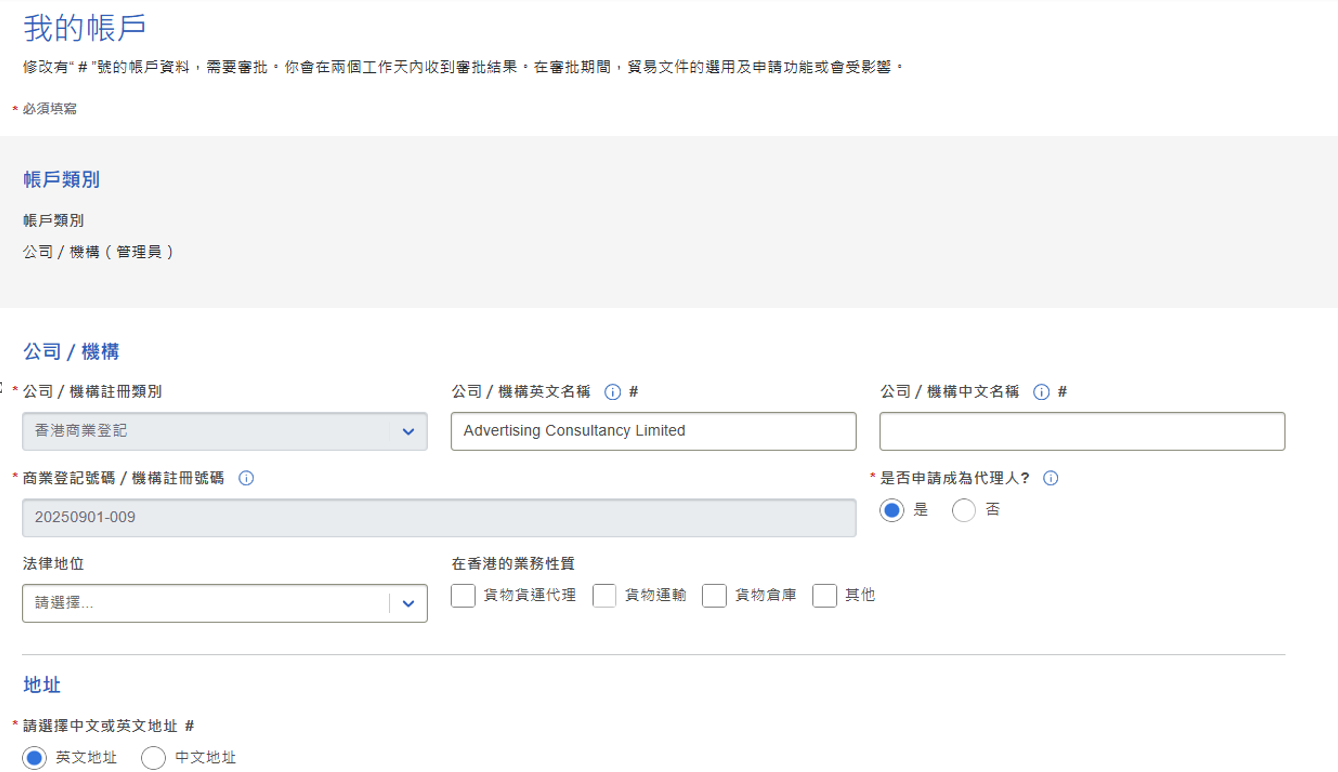 我的帳戶
修改有“ # ”號的帳戶資料，需要審批。你會在兩個工作天內收到審批結果。在審批期間，貿易文件的選用及申請功能或會受影響。
* 必須填寫
帳戶類別
帳戶類別
公司 / 機構 ( 管理員 )
公司 / 機構
* 公司 / 機構註冊類別
香港商業登記
公司 / 機構英文名稱 #
Advertising Consultancy Limited
公司 / 機構中文名稱 #
* 商業登記號碼 / 機構註冊號碼
20250901-009
* 是否申請成為代理人?
是 否
法律地位
請選擇...
在香港的業務性質
貨物貨運代理 貨物運輸 貨物倉庫 其他
地址
* 請選擇中文或英文地址 #
英文地址 中文地址